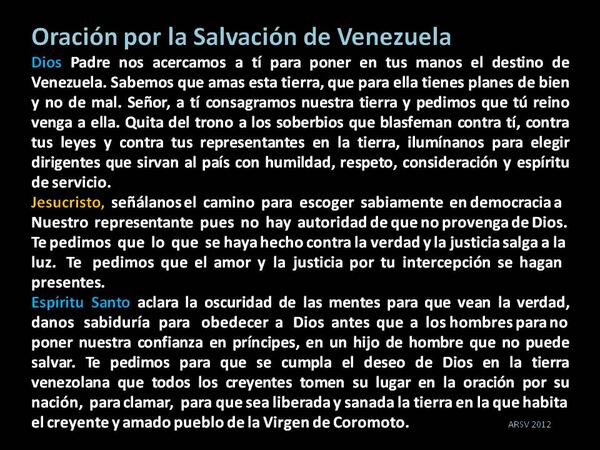 Oración por la Salvación de Venezuela
Dios Padre nos acercamos a tí para poner en tus manos el destino de
Venezuela. Sabemos que amas esta tierra, que para ella tienes planes de bien
y no de mal. Señor, a tí consagramos nuestra tierra y pedimos que tú reino
venga a ella. Quita del trono a los soberbios que blasfeman contra tí, contra
tus leyes y contra tus representantes en la tierra, ilumínanos para elegir
dirigentes que sirvan al país con humildad, respeto, consideración y espíritu
de servicio.
Jesucristo, señálanos el camino para escoger sabiamente en democracia a
Nuestro representante pues no hay autoridad de que no provenga de Dios.
Te pedimos que lo que se haya hecho contra la verdad y la justicia salga a la
luz. Te pedimos que el amor y la justicia por tu intercepción se hagan
presentes.
Espíritu Santo aclara la oscuridad de las mentes para que vean la verdad,
danos sabiduría para obedecer a Dios antes que a los hombres para no
poner nuestra confianza en príncipes, en un hijo de hombre que no puede
salvar. Te pedimos para que se cumpla el deseo de Dios en la tierra
venezolana que todos los creyentes tomen su lugar en la oración por su
nación, para clamar, para que sea liberada y sanada la tierra en la que habita
el creyente y amado pueblo de la Virgen de Coromoto. ARSV 2012